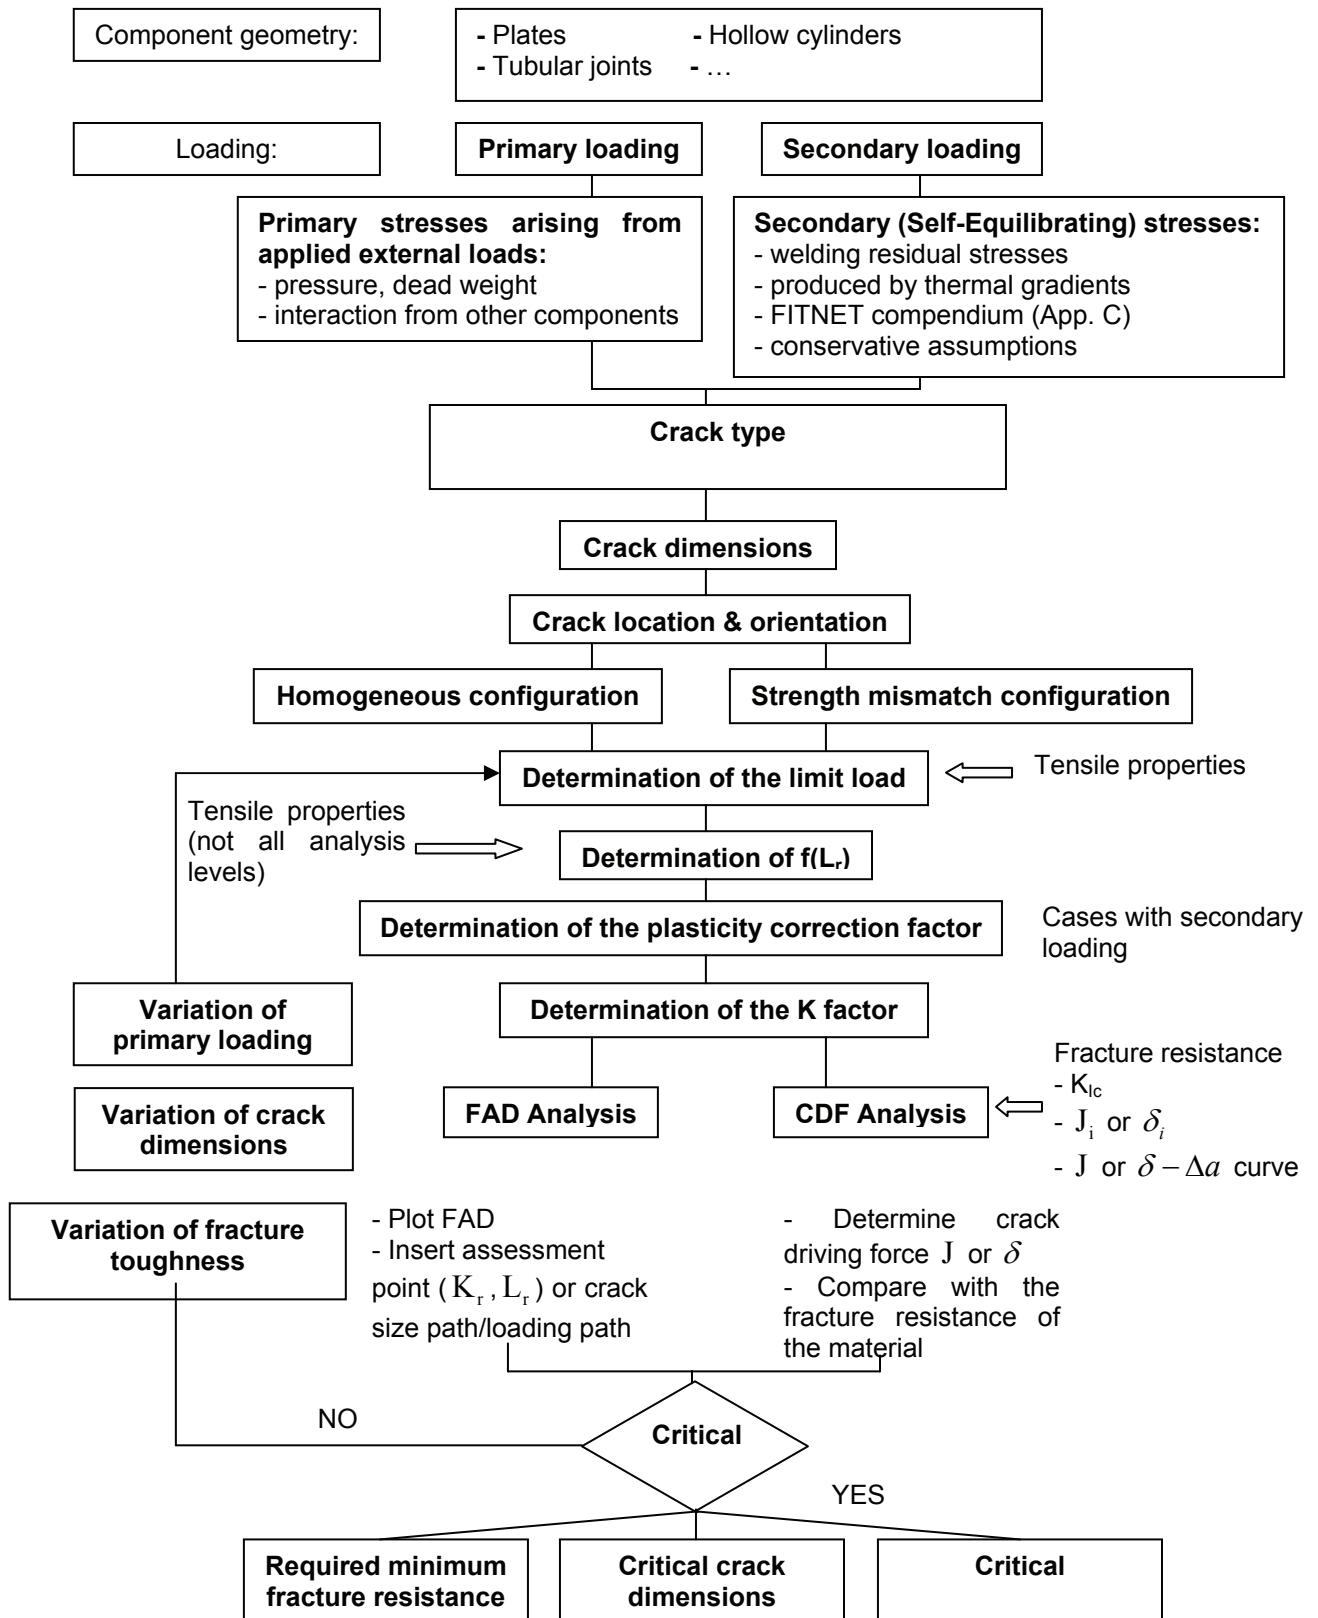 Component geometry:
- Plates - Hollow cylinders
- Tubular joints - …
Loading:
Primary loading
Secondary loading
Primary stresses arising from
applied external loads:
- pressure, dead weight
- interaction from other components
Secondary (Self-Equilibrating) stresses:
- welding residual stresses
- produced by thermal gradients
- FITNET compendium (App. C)
- conservative assumptions
Crack type
Crack dimensions
Crack location & orientation
Homogeneous configuration
Strength mismatch configuration
Determination of the limit load
Tensile properties
Tensile properties
(not all analysis
levels)
Determination of f(Lᵣ)
Determination of the plasticity correction factor
Cases with secondary
loading
Variation of
primary loading
Determination of the K factor
Variation of crack
dimensions
FAD Analysis
CDF Analysis
Fracture resistance
- K_Ic
- J_i or δ_i
- J or δ – Δa curve
Variation of fracture
toughness
- Plot FAD
- Insert assessment
point (K_r, L_r) or crack
size path/loading path
- Determine crack
driving force J or δ
- Compare with the
fracture resistance of
the material
NO
Critical
YES
Required minimum
fracture resistance
Critical crack
dimensions
Critical